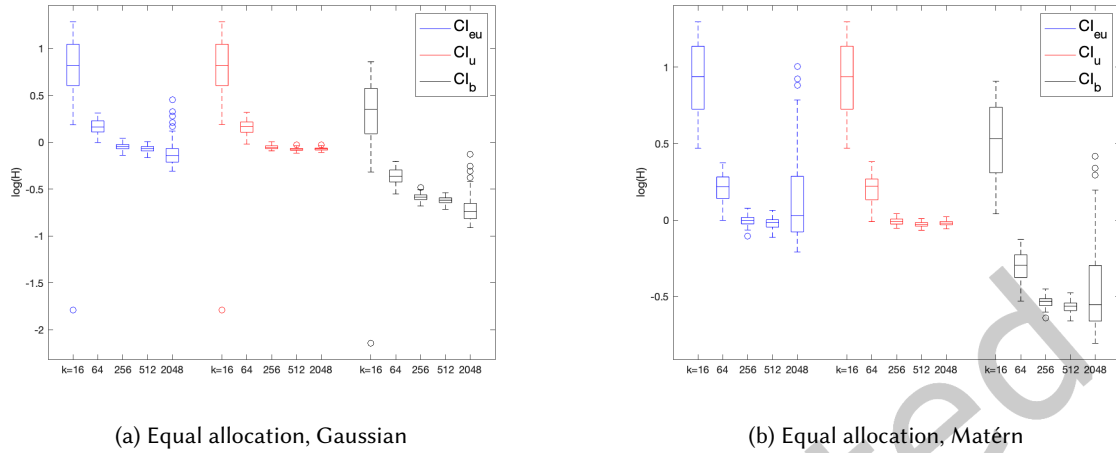 CI_eu
CI_u
CI_b
log(H)
1
0.5
0
-0.5
-1
-1.5
-2
k=16 64 256 512 2048 k=16 64 256 512 2048 k=16 64 256 512 2048
(a) Equal allocation, Gaussian
CI_eu
CI_u
CI_b
log(H)
1
0.5
0
-0.5
k=16 64 256 512 2048 k=16 64 256 512 2048 k=16 64 256 512 2048
(b) Equal allocation, Matérn
ted